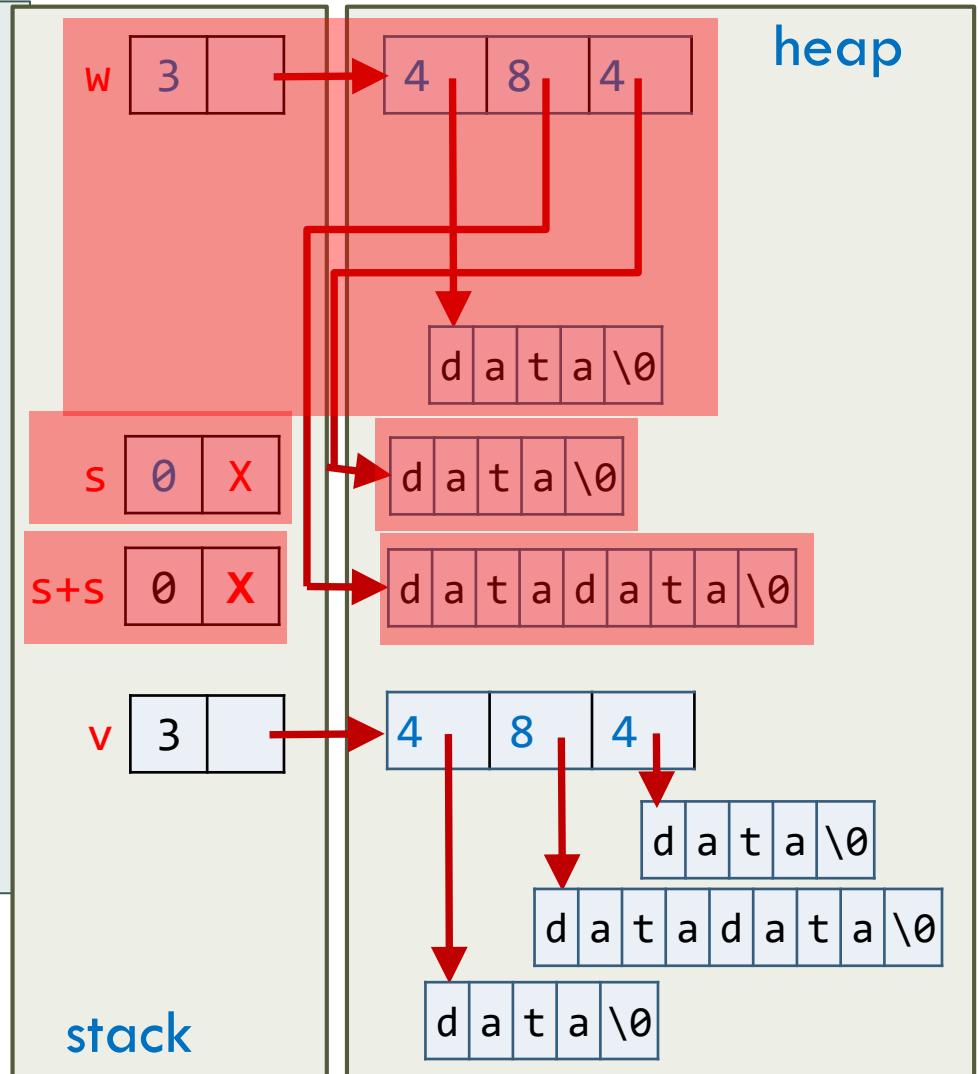 heap
w 3 4 8 4
d a t a \0
s 0 X d a t a \0
s+s 0 X d a t a d a t a \0
v 3 4 8 4
d a t a \0
d a t a d a t a \0
d a t a \0
stack